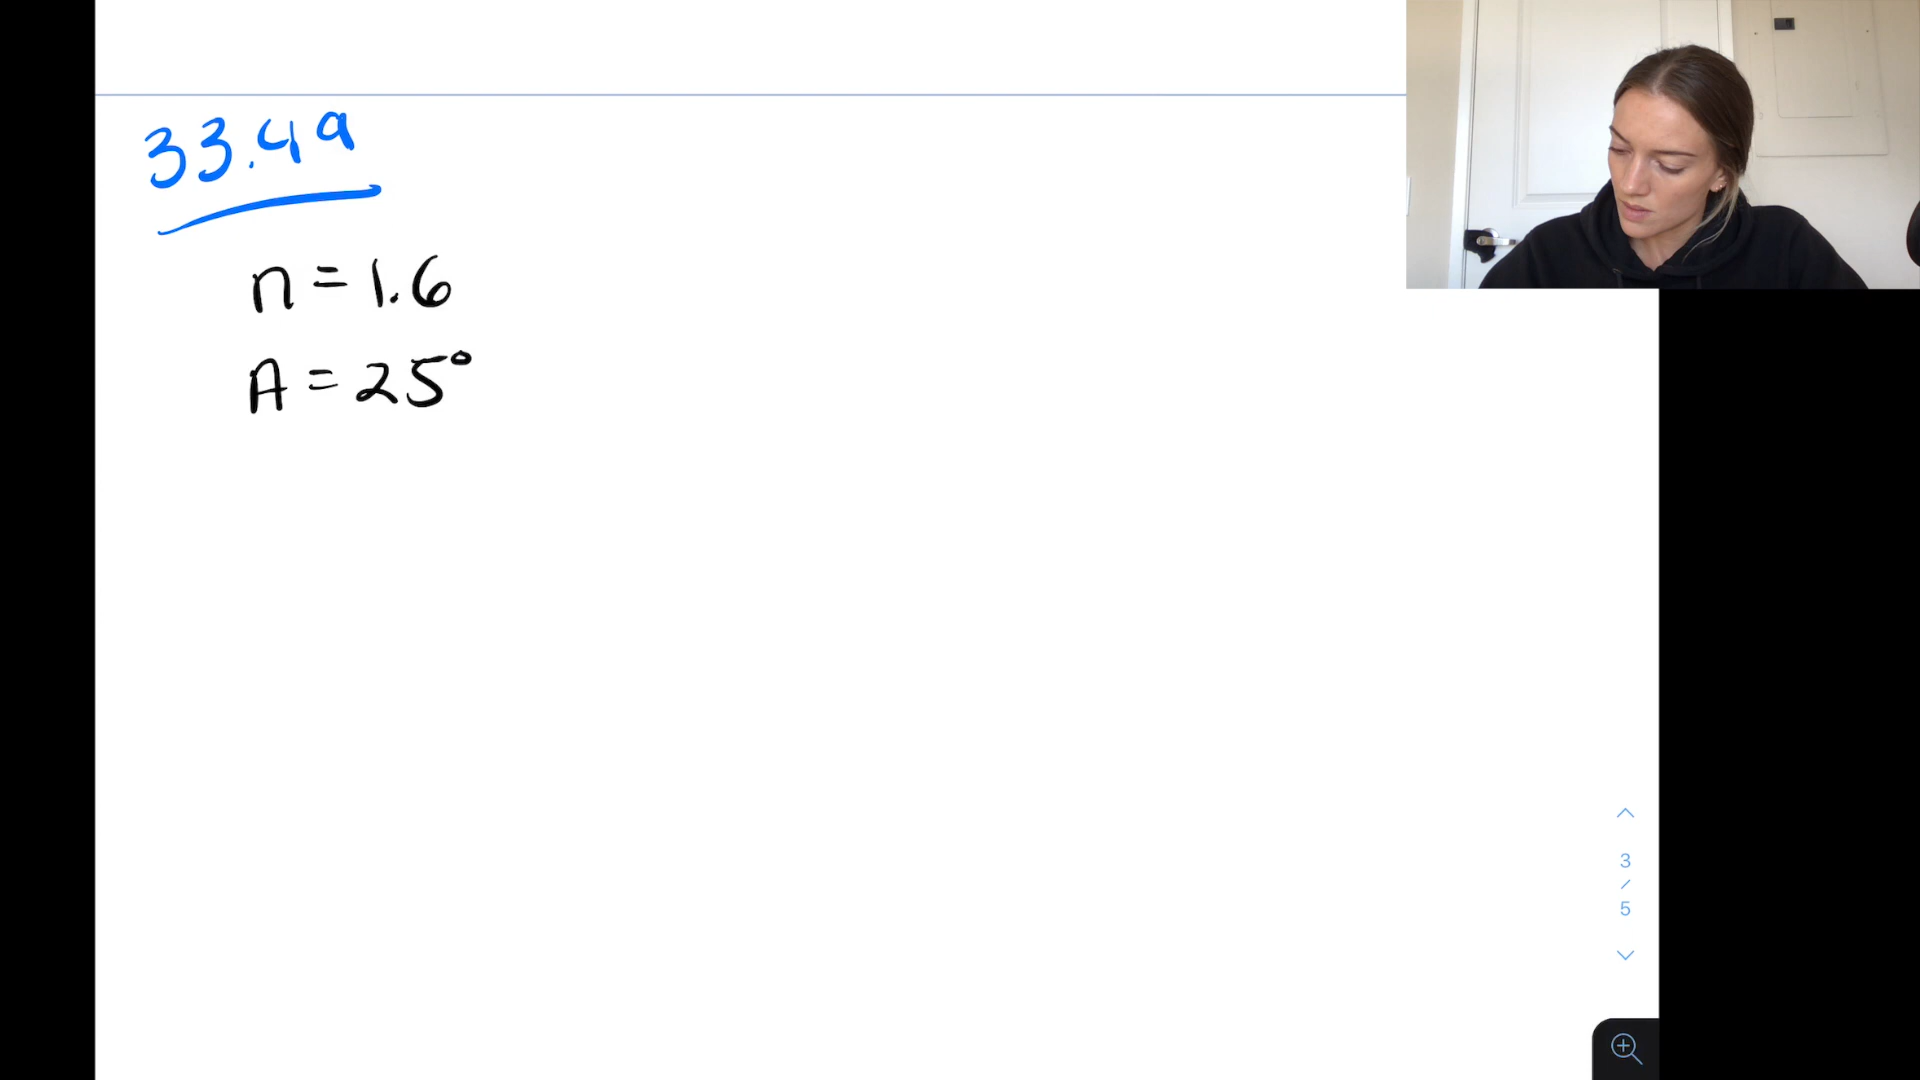 33.49
n = 1.6
A = 25°
3
/
5